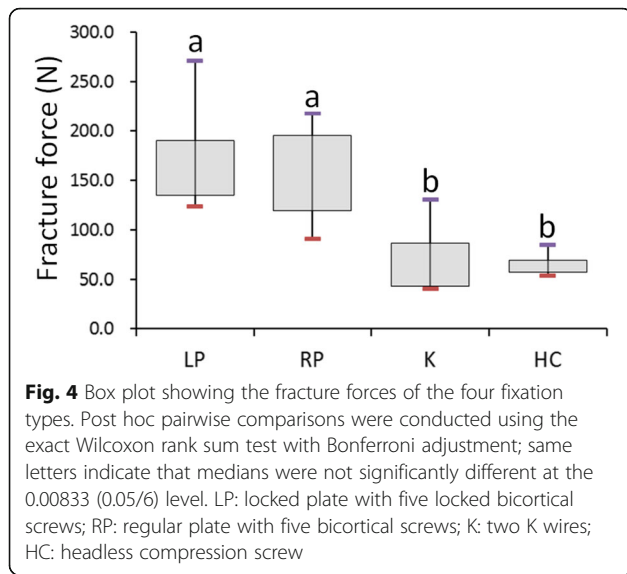 300.0
250.0
200.0
150.0
100.0
50.0
0.0
Fracture force (N)
a
a
b
b
LP RP K HC
Fig. 4 Box plot showing the fracture forces of the four fixation
types. Post hoc pairwise comparisons were conducted using the
exact Wilcoxon rank sum test with Bonferroni adjustment; same
letters indicate that medians were not significantly different at the
0.00833 (0.05/6) level. LP: locked plate with five locked bicortical
screws; RP: regular plate with five bicortical screws; K: two K wires;
HC: headless compression screw